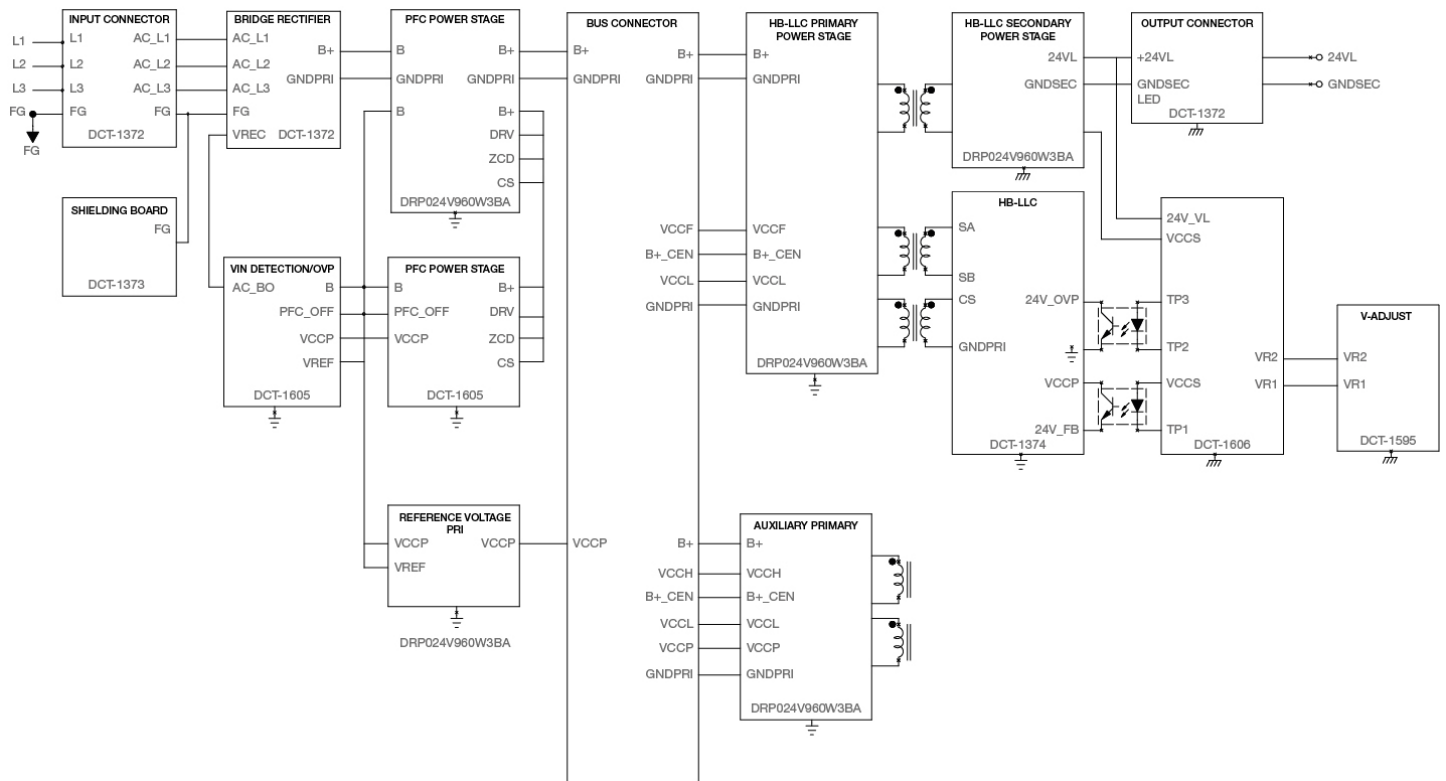 INPUT CONNECTOR
L1
L2
L3
FG
FG
L1
L2
L3
FG
AC_L1
AC_L2
AC_L3
FG
DCT-1372
BRIDGE RECTIFIER
AC_L1
AC_L2
AC_L3
FG
VREC
B+
GNDPRI
DCT-1372
PFC POWER STAGE
B
GNDPRI
B
B+
GNDPRI
B+
DRV
ZCD
CS
DRP024V960W3BA
SHIELDING BOARD
FG
DCT-1373
VIN DETECTION/OVP
AC_BO
B
PFC_OFF
VCCP
VREF
DCT-1605
PFC POWER STAGE
B
PFC_OFF
VCCP
B+
DRV
ZCD
CS
DCT-1605
REFERENCE VOLTAGE
PRI
VCCP
VREF
VCCP
DRP024V960W3BA
BUS CONNECTOR
B+
GNDPRI
VCCP
B+
GNDPRI
VCCF
B+_CEN
VCCL
GNDPRI
B+
VCCH
B+_CEN
VCCL
VCCP
GNDPRI
HB-LLC PRIMARY
POWER STAGE
B+
GNDPRI
VCCF
B+_CEN
VCCL
GNDPRI
DRP024V960W3BA
AUXILIARY PRIMARY
B+
VCCH
B+_CEN
VCCL
VCCP
GNDPRI
DRP024V960W3BA
HB-LLC SECONDARY
POWER STAGE
24VL
GNDSEC
DRP024V960W3BA
OUTPUT CONNECTOR
+24VL
GNDSEC
LED
DCT-1372
24VL
GNDSEC
HB-LLC
SA
SB
CS
GNDPRI
24V_OVP
VCCP
24V_FB
DCT-1374
24V_VL
VCCS
TP3
TP2
VCCS
TP1
VR2
VR1
DCT-1606
V-ADJUST
VR2
VR1
DCT-1595